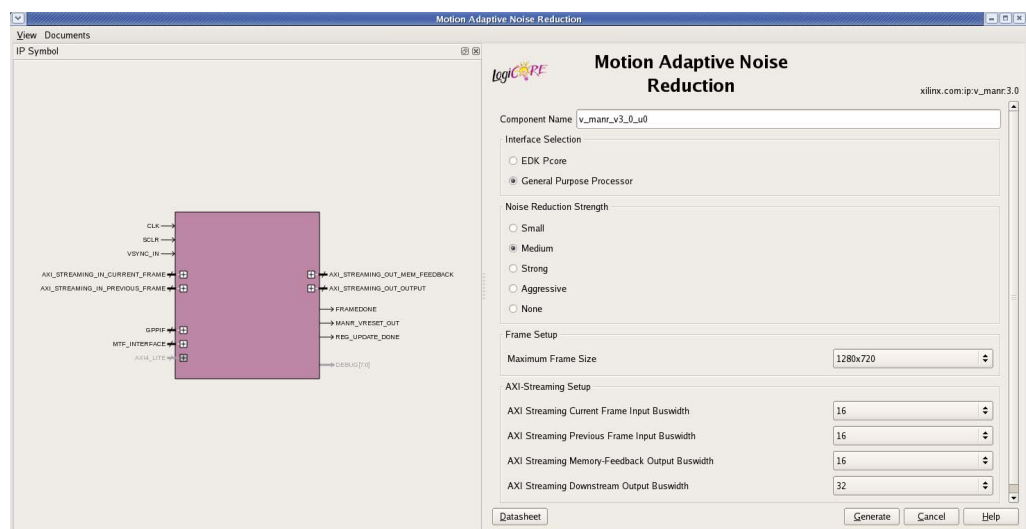 Motion Adaptive Noise Reduction
View Documents
IP Symbol
CLK
SCLR
VSYNC_IN
AXI_STREAMING_IN_CURRENT_FRAME
AXI_STREAMING_IN_PREVIOUS_FRAME
GPPIF
MTF_INTERFACE
AXI4_LITE
AXI_STREAMING_OUT_MEM_FEEDBACK
AXI_STREAMING_OUT_OUTPUT
FRAMEDONE
MANR_VRESET_OUT
REG_UPDATE_DONE
DEBUG[7:0]
logiCORE
Motion Adaptive Noise
Reduction
xilinx.com:ip:v_manr:3.0
Component Name v_manr_v3_0_u0
Interface Selection
EDK Pcore
General Purpose Processor
Noise Reduction Strength
Small
Medium
Strong
Aggressive
None
Frame Setup
Maximum Frame Size 1280x720
AXI-Streaming Setup
AXI Streaming Current Frame Input Buswidth 16
AXI Streaming Previous Frame Input Buswidth 16
AXI Streaming Memory-Feedback Output Buswidth 16
AXI Streaming Downstream Output Buswidth 32
Datasheet Generate Cancel Help